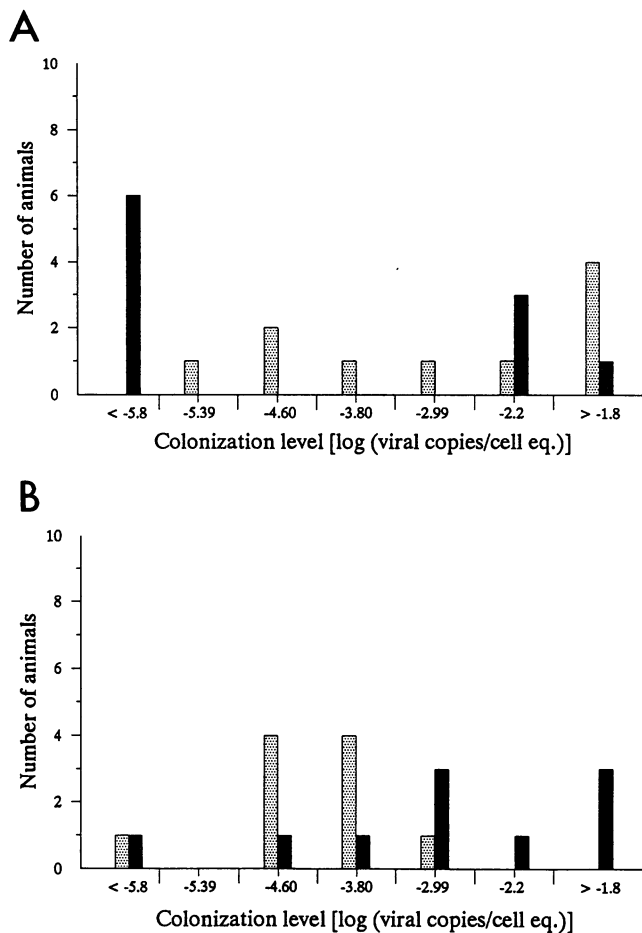 A
10
8
6
4
2
0
Number of animals
< -5.8 -5.39 -4.60 -3.80 -2.99 -2.2 > -1.8
Colonization level [log (viral copies/cell eq.)]
B
10
8
6
4
2
0
Number of animals
< -5.8 -5.39 -4.60 -3.80 -2.99 -2.2 > -1.8
Colonization level [log (viral copies/cell eq.)]